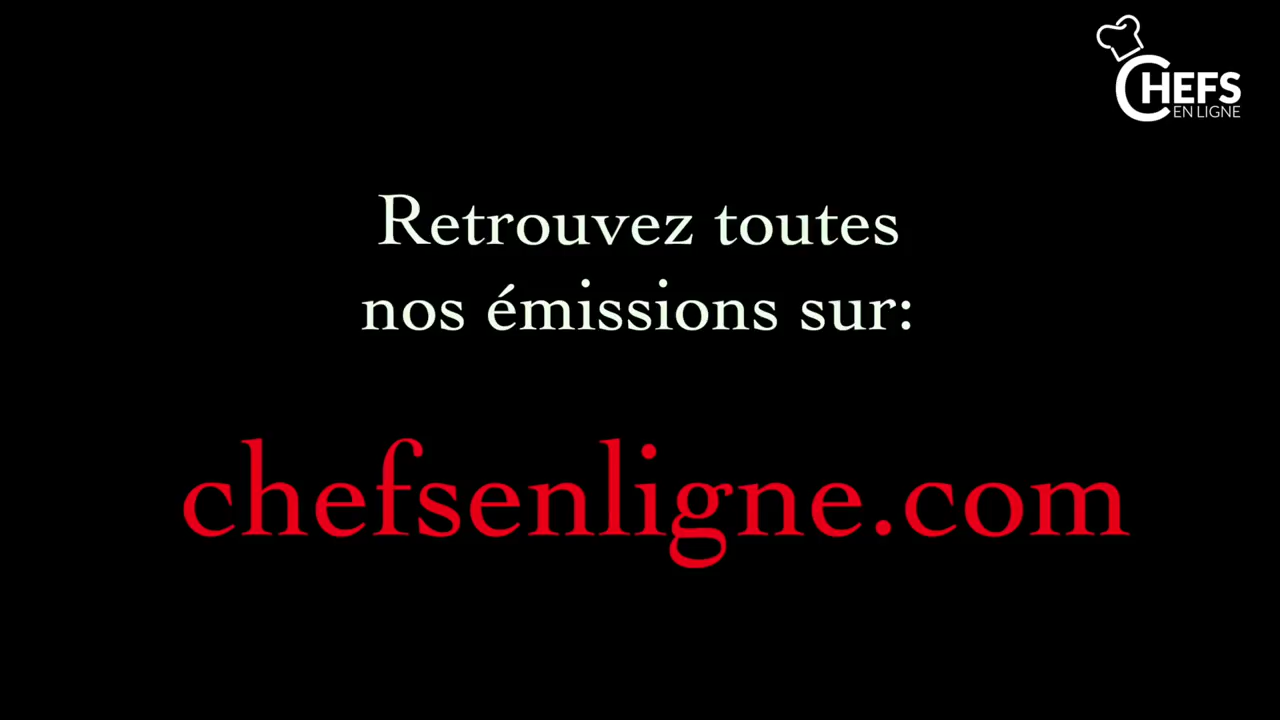 CHEFS
EN LIGNE
Retrouvez toutes
nos émissions sur:
chefsenligne.com